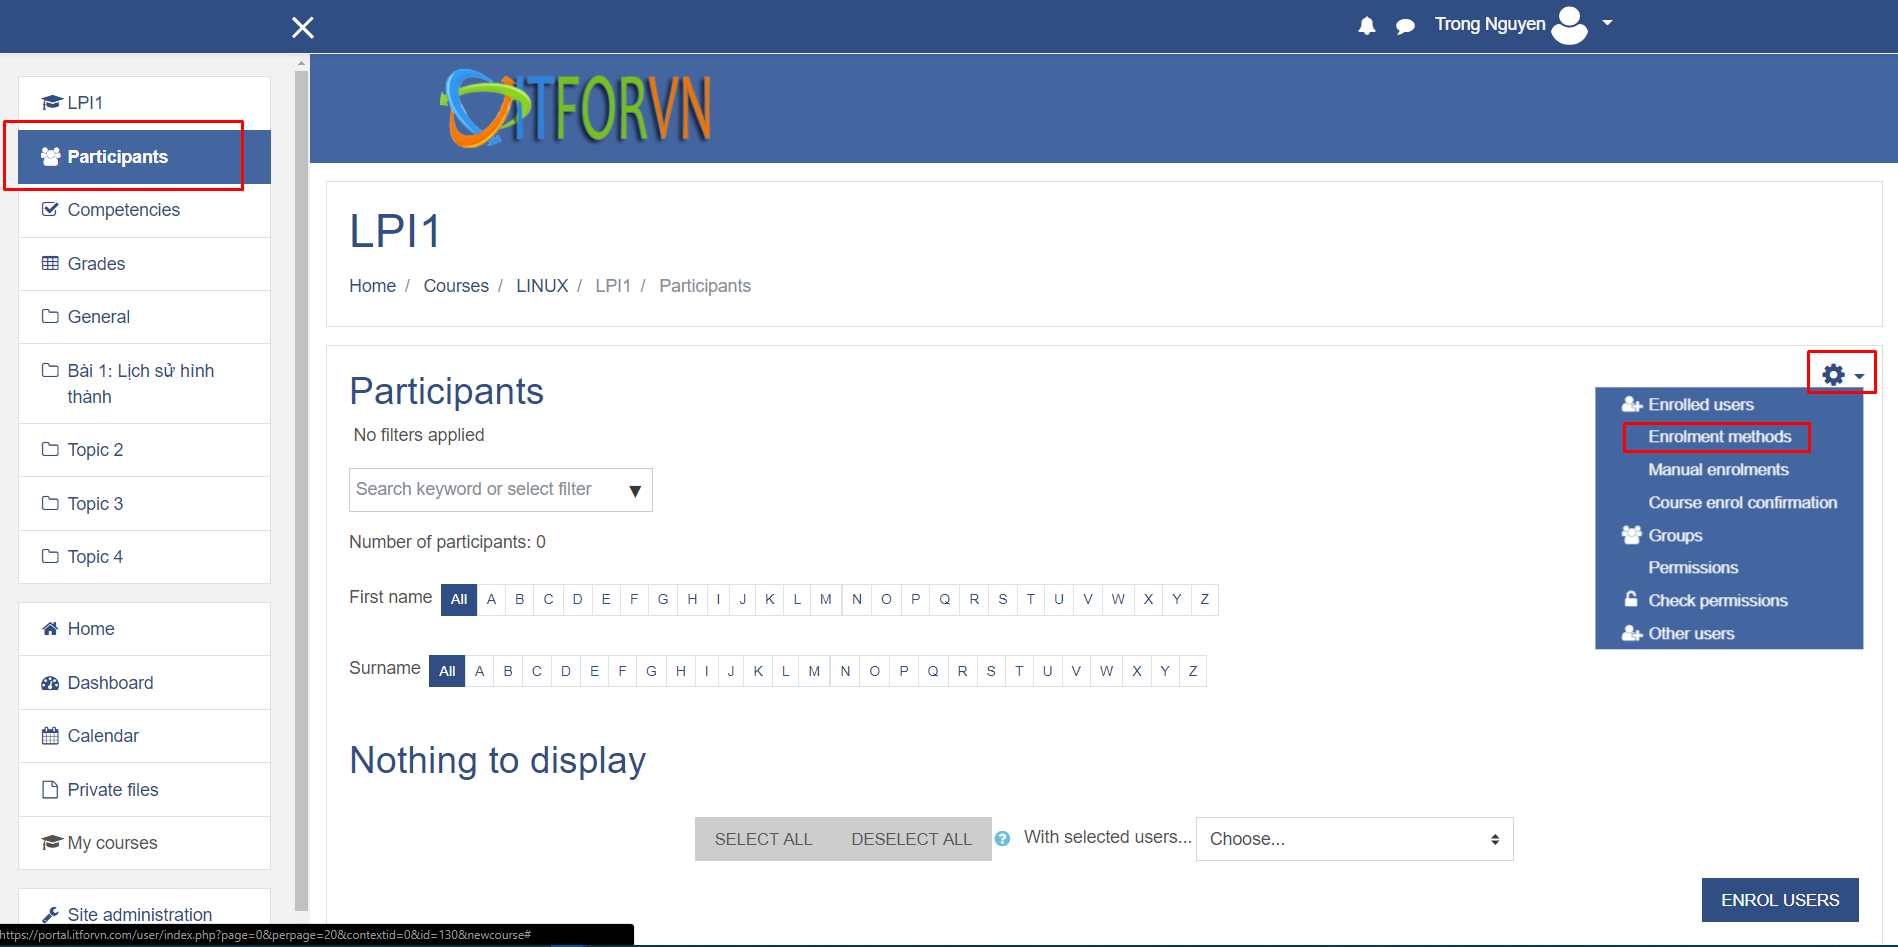 Trong Nguyen
LPI1
Participants
Competencies
Grades
General
Bài 1: Lịch sử hình
thành
Topic 2
Topic 3
Topic 4
Home
Dashboard
Calendar
Private files
My courses
Site administration
ITFORVN
LPI1
Home / Courses / LINUX / LPI1 / Participants
Participants
No filters applied
Search keyword or select filter ▼
Number of participants: 0
First name All A B C D E F G H I J K L M N O P Q R S T U V W X Y Z
Surname All A B C D E F G H I J K L M N O P Q R S T U V W X Y Z
Nothing to display
SELECT ALL DESELECT ALL ? With selected users... Choose...
ENROL USERS
Enrolled users
Enrolment methods
Manual enrolments
Course enrol confirmation
Groups
Permissions
Check permissions
Other users
https://portal.itforvn.com/user/index.php?page=0&perpage=20&contextid=0&id=130&newcourse#